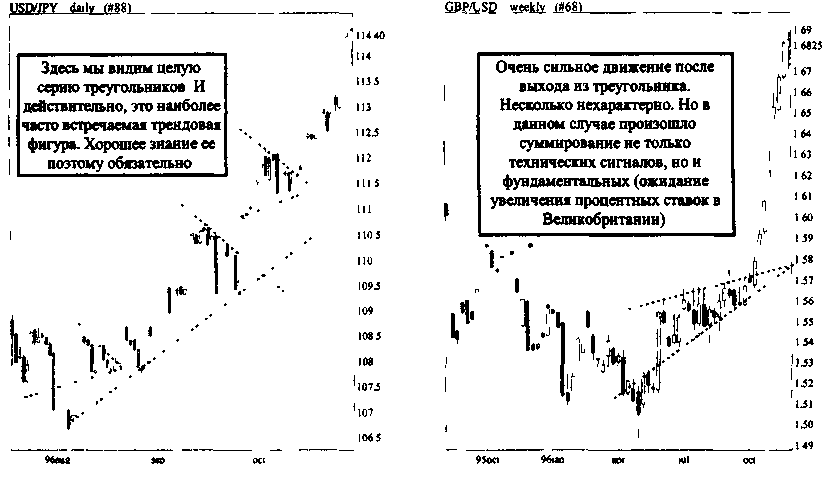 USD/JPY daily (#88)
Здесь мы видим целую
серию треугольников И
действительно, это наиболее
часто встречаемая трендовая
фигура. Хорошее знание ее
поэтому обязательно
114 40
114
113 5
113
112 5
112
111 5
111
110 5
110
109 5
109
108 5
108
107 5
107
106 5
oct
GBP/USD weekly (#68)
Очень сильное движение после
выхода из треугольника.
Несколько нехарактерно. Но в
данном случае произошло
суммирование не только
технических сигналов, но и
фундаментальных (ожидание
увеличения процентных ставок в
Великобритании)
1 69
1 6825
1 67
1 66
1 65
1 64
1 63
1 62
1 61
1 60
1 59
1 58
1 57
1 56
1 55
1 54
1 53
1 52
1 51
1 50
1 49
95oct
jul
oct